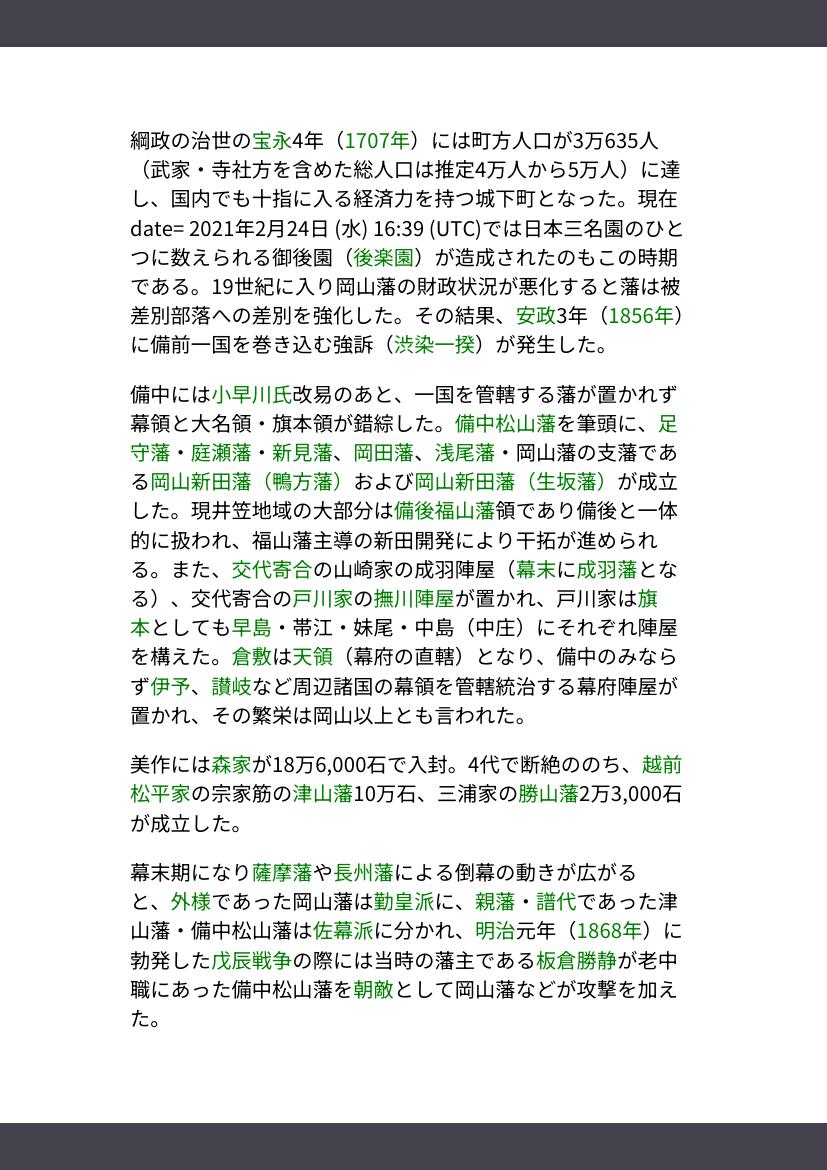 綱政の治世の宝永4年（1707年）には町方人口が3万635人
（武家・寺社方を含めた総人口は推定4万人から5万人）に達
し、国内でも十指に入る経済力を持つ城下町となった。現在
date= 2021年2月24日 (水) 16:39 (UTC)では日本三名園のひと
つに数えられる御後園（後楽園）が造成されたのもこの時期
である。19世紀に入り岡山藩の財政状況が悪化すると藩は被
差別部落への差別を強化した。その結果、安政3年（1856年）
に備前一国を巻き込む強訴（渋染一揆）が発生した。
備中には小早川氏改易のあと、一国を管轄する藩が置かれず
幕領と大名領・旗本領が錯綜した。備中松山藩を筆頭に、足
守藩・庭瀬藩・新見藩、岡田藩、浅尾藩・岡山藩の支藩であ
る岡山新田藩（鴨方藩）および岡山新田藩（生坂藩）が成立
した。現井笠地域の大部分は備後福山藩領であり備後と一体
的に扱われ、福山藩主導の新田開発により干拓が進められ
る。また、交代寄合の山崎家の成羽陣屋（幕末に成羽藩とな
る）、交代寄合の戸川家の撫川陣屋が置かれ、戸川家は旗
本としても早島・帯江・妹尾・中島（中庄）にそれぞれ陣屋
を構えた。倉敷は天領（幕府の直轄）となり、備中のみなら
ず伊予、讃岐など周辺諸国の幕領を管轄統治する幕府陣屋が
置かれ、その繁栄は岡山以上とも言われた。
美作には森家が18万6,000石で入封。4代で断絶ののち、越前
松平家の宗家筋の津山藩10万石、三浦家の勝山藩2万3,000石
が成立した。
幕末期になり薩摩藩や長州藩による倒幕の動きが広がる
と、外様であった岡山藩は勤皇派に、親藩・譜代であった津
山藩・備中松山藩は佐幕派に分かれ、明治元年（1868年）に
勃発した戊辰戦争の際には当時の藩主である板倉勝静が老中
職にあった備中松山藩を朝敵として岡山藩などが攻撃を加え
た。